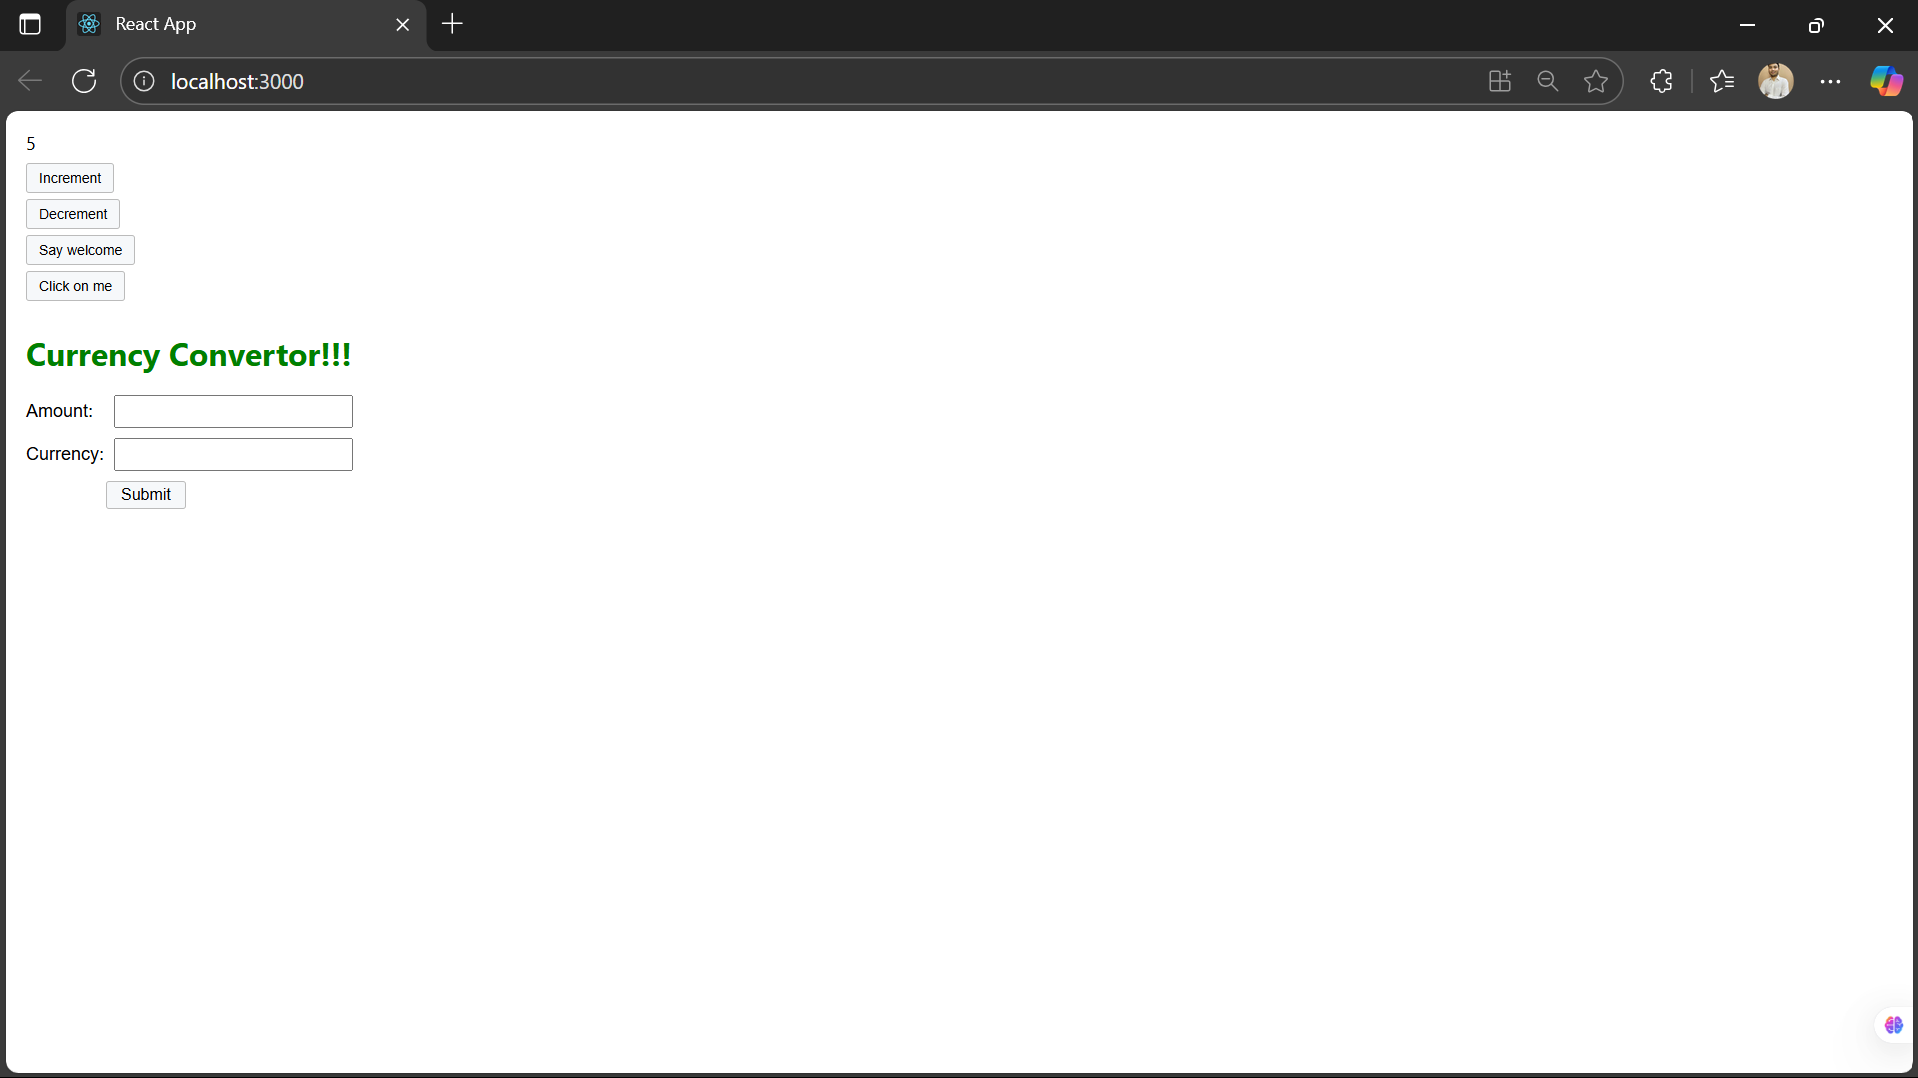 React App
localhost:3000
5
Increment
Decrement
Say welcome
Click on me
Currency Convertor!!!
Amount:
Currency:
Submit